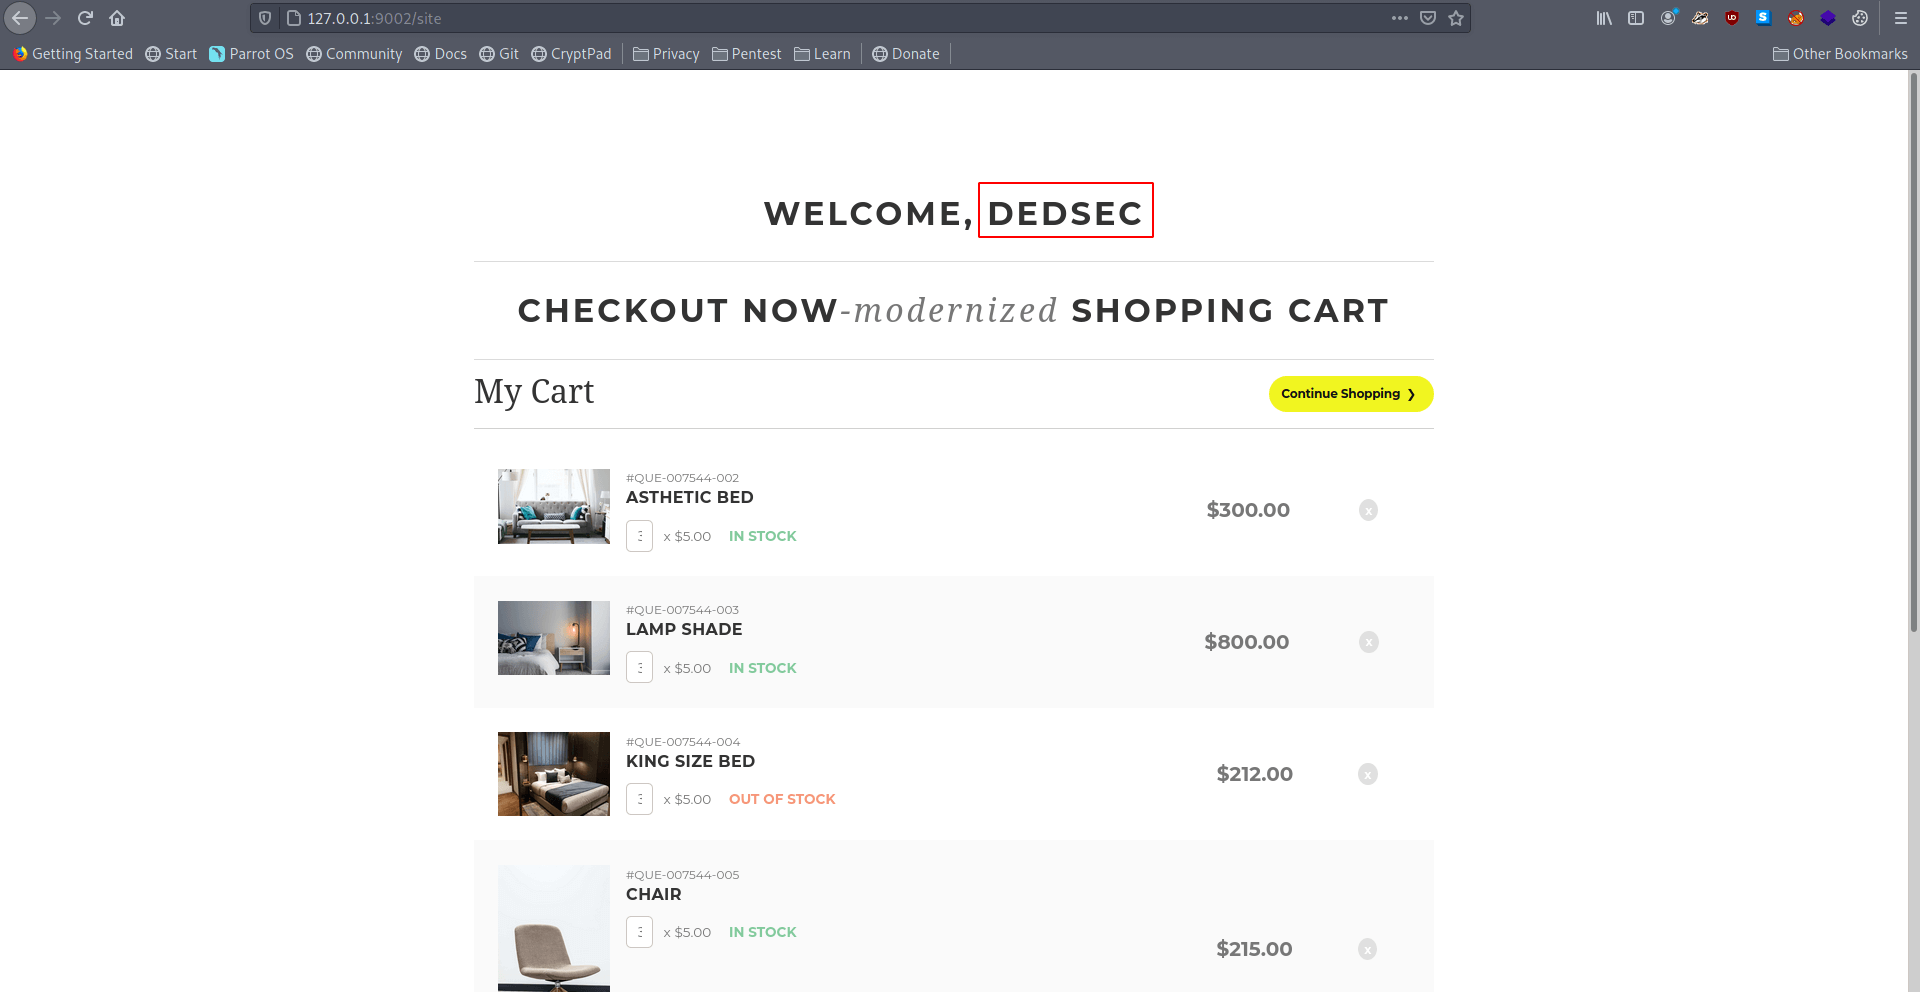 127.0.0.1:9002/site
Getting Started Start Parrot OS Community Docs Git CryptPad Privacy Pentest Learn Donate Other Bookmarks
WELCOME, DEDSEC
CHECKOUT NOW-modernized SHOPPING CART
My Cart
Continue Shopping ❯
#QUE-007544-002
ASTHETIC BED
$300.00 x
3 x $5.00 IN STOCK
#QUE-007544-003
LAMP SHADE
$800.00 x
3 x $5.00 IN STOCK
#QUE-007544-004
KING SIZE BED
$212.00 x
3 x $5.00 OUT OF STOCK
#QUE-007544-005
CHAIR
3 x $5.00 IN STOCK
$215.00 x